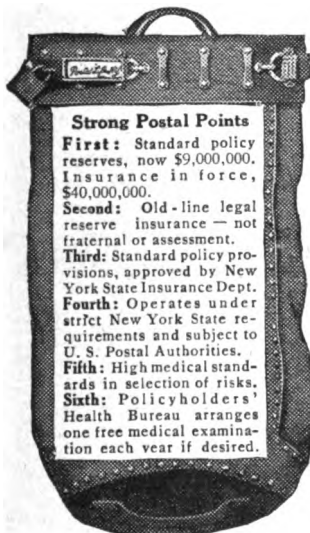 Strong Postal Points
First: Standard policy
reserves, now $9,000,000.
Insurance in force,
$40,000,000.
Second: Old-line legal
reserve insurance — not
fraternal or assessment.
Third: Standard policy pro-
visions, approved by New
York State Insurance Dept.
Fourth: Operates under
strict New York State re-
quirements and subject to
U. S. Postal Authorities.
Fifth: High medical stand-
ards in selection of risks.
Sixth: Policyholders'
Health Bureau arranges
one free medical examina-
tion each year if desired.